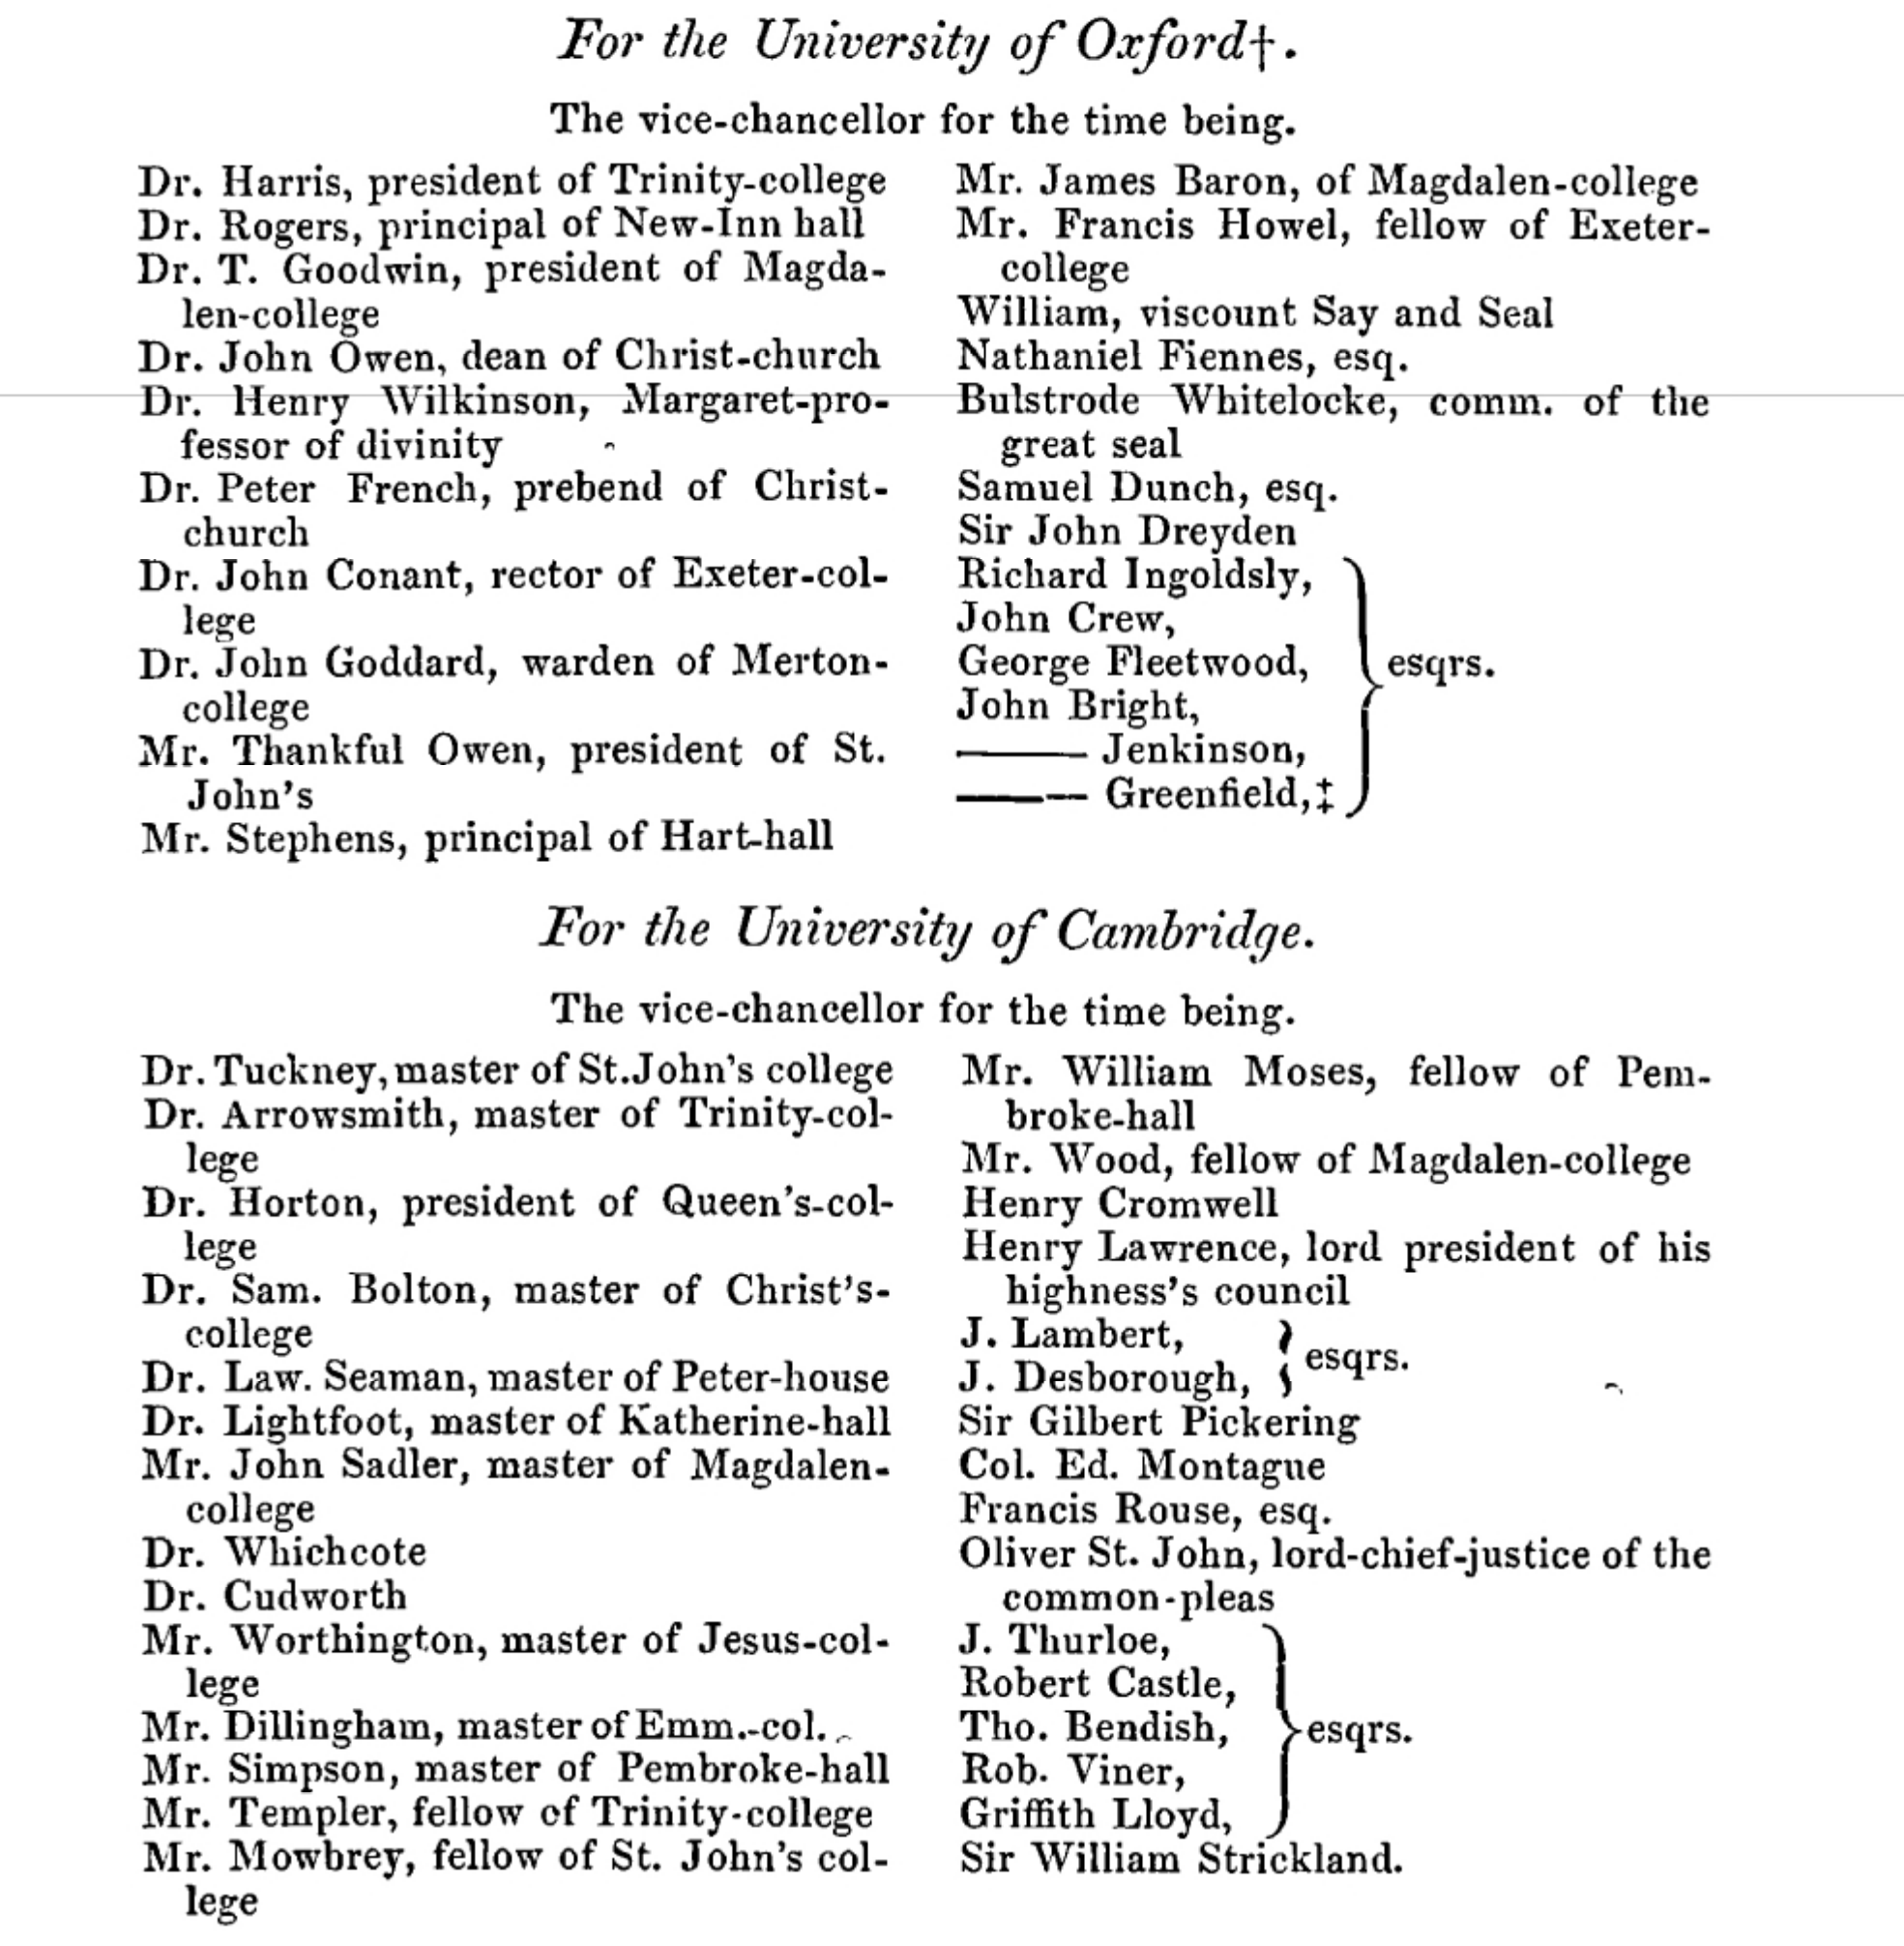 For the University of Oxford†.
The vice-chancellor for the time being.
Dr. Harris, president of Trinity-college
Dr. Rogers, principal of New-Inn hall
Dr. T. Goodwin, president of Magda-
len-college
Dr. John Owen, dean of Christ-church
Dr. Henry Wilkinson, Margaret-pro-
fessor of divinity
Dr. Peter French, prebend of Christ-
church
Dr. John Conant, rector of Exeter-col-
lege
Dr. John Goddard, warden of Merton-
college
Mr. Thankful Owen, president of St.
John's
Mr. Stephens, principal of Hart-hall
Mr. James Baron, of Magdalen-college
Mr. Francis Howel, fellow of Exeter-
college
William, viscount Say and Seal
Nathaniel Fiennes, esq.
Bulstrode Whitelocke, comm. of the
great seal
Samuel Dunch, esq.
Sir John Dreyden
Richard Ingoldsly,
John Crew,
George Fleetwood,
John Bright,
—— Jenkinson,
—— Greenfield,‡
esqrs.
For the University of Cambridge.
The vice-chancellor for the time being.
Dr. Tuckney, master of St. John's college
Dr. Arrowsmith, master of Trinity-col-
lege
Dr. Horton, president of Queen's-col-
lege
Dr. Sam. Bolton, master of Christ's-
college
Dr. Law. Seaman, master of Peter-house
Dr. Lightfoot, master of Katherine-hall
Mr. John Sadler, master of Magdalen-
college
Dr. Whichcote
Dr. Cudworth
Mr. Worthington, master of Jesus-col-
lege
Mr. Dillingham, master of Emm.-col.
Mr. Simpson, master of Pembroke-hall
Mr. Templer, fellow of Trinity-college
Mr. Mowbrey, fellow of St. John's col-
lege
Mr. William Moses, fellow of Pem-
broke-hall
Mr. Wood, fellow of Magdalen-college
Henry Cromwell
Henry Lawrence, lord president of his
highness's council
J. Lambert,
J. Desborough,
esqrs.
Sir Gilbert Pickering
Col. Ed. Montague
Francis Rouse, esq.
Oliver St. John, lord-chief-justice of the
common-pleas
J. Thurloe,
Robert Castle,
Tho. Bendish,
Rob. Viner,
Griffith Lloyd,
esqrs.
Sir William Strickland.